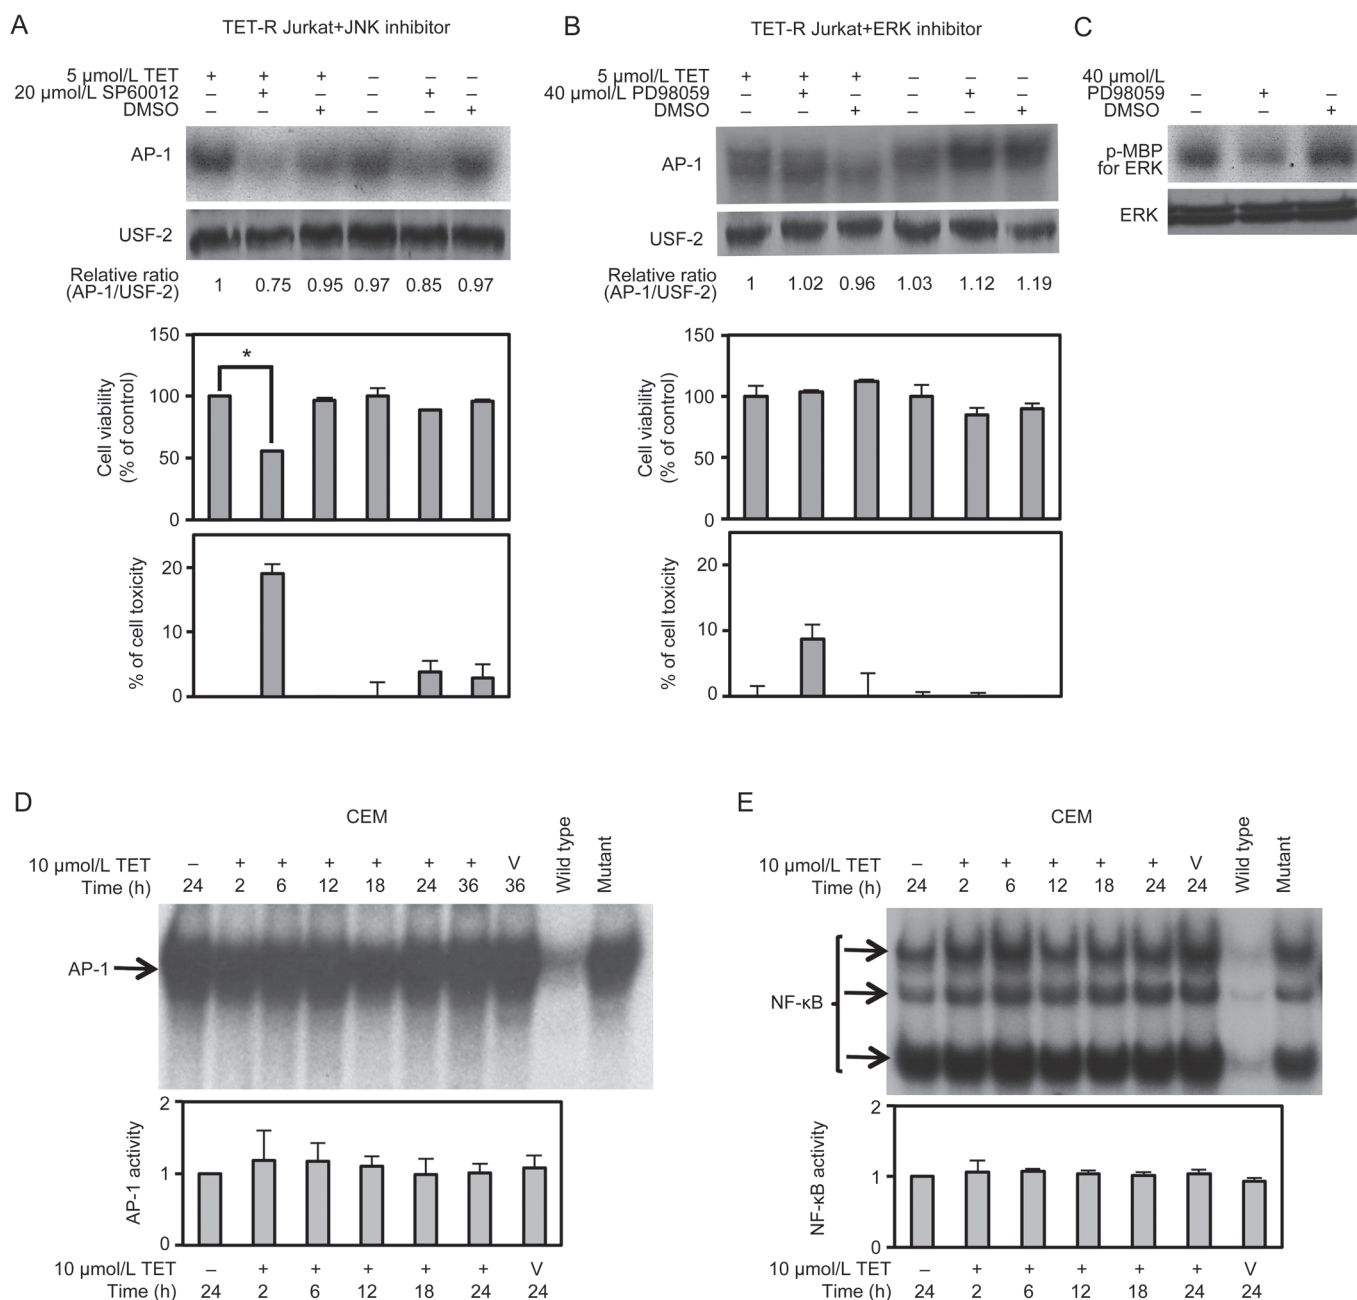 A
TET-R Jurkat+JNK inhibitor
5 µmol/L TET + + + – – –
20 µmol/L SP60012 – + – – + –
DMSO – – + – – +
AP-1
USF-2
Relative ratio
(AP-1/USF-2) 1 0.75 0.95 0.97 0.85 0.97
150
100
50
0
Cell viability
(% of control)
*
20
10
0
% of cell toxicity
B
TET-R Jurkat+ERK inhibitor
5 µmol/L TET + + + – – –
40 µmol/L PD98059 – + – – + –
DMSO – – + – – +
AP-1
USF-2
Relative ratio
(AP-1/USF-2) 1 1.02 0.96 1.03 1.12 1.19
150
100
50
0
Cell viability
(% of control)
20
10
0
% of cell toxicity
C
40 µmol/L
PD98059 – + –
DMSO – – +
p-MBP
for ERK
ERK
D
CEM
10 µmol/L TET – + + + + + + V
Time (h) 24 2 6 12 18 24 36 36
Wild type
Mutant
AP-1
2
1
0
AP-1 activity
10 µmol/L TET – + + + + + V
Time (h) 24 2 6 12 18 24 24
E
CEM
10 µmol/L TET – + + + + + V
Time (h) 24 2 6 12 18 24 24
Wild type
Mutant
NF-κB
2
1
0
NF-κB activity
10 µmol/L TET – + + + + + V
Time (h) 24 2 6 12 18 24 24